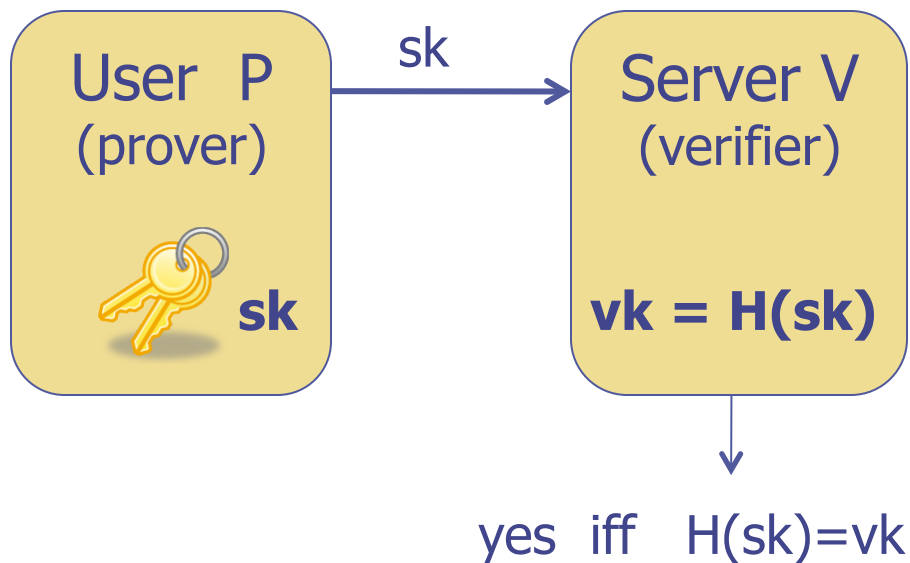 User P
(prover)
sk
Server V
(verifier)
sk
vk = H(sk)
yes iff H(sk)=vk